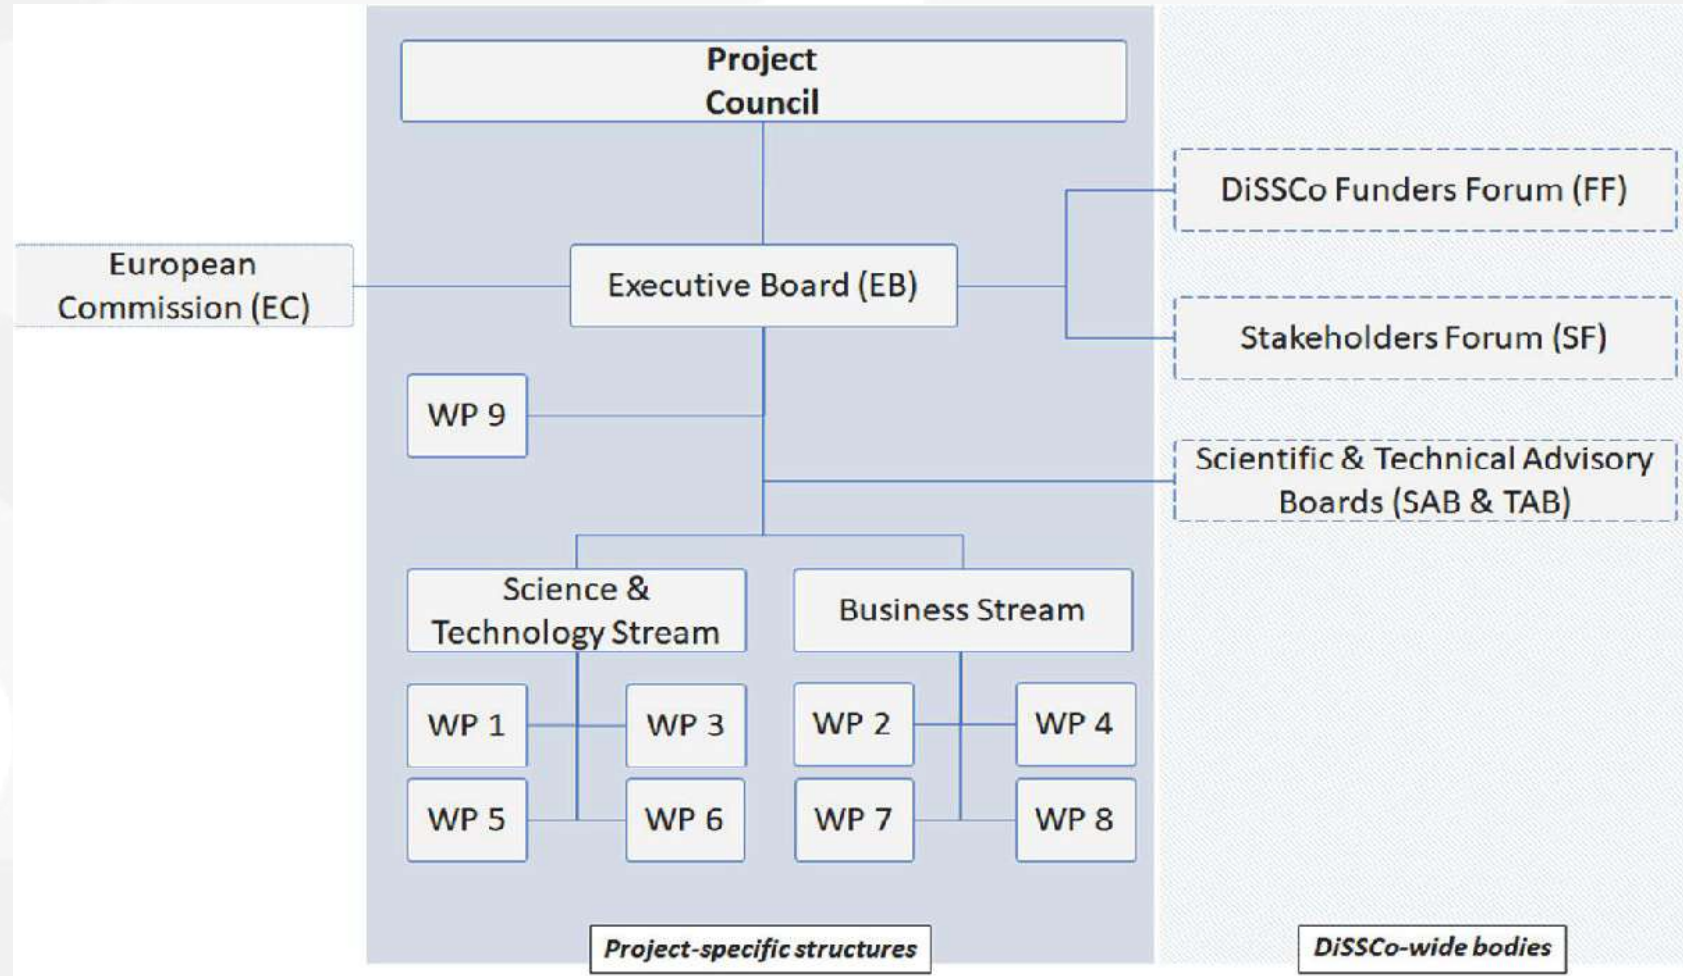 Project
Council
DiSSCo Funders Forum (FF)
European
Commission (EC)
Executive Board (EB)
Stakeholders Forum (SF)
WP 9
Scientific & Technical Advisory
Boards (SAB & TAB)
Science &
Technology Stream
Business Stream
WP 1
WP 3
WP 2
WP 4
WP 5
WP 6
WP 7
WP 8
Project-specific structures
DiSSCo-wide bodies